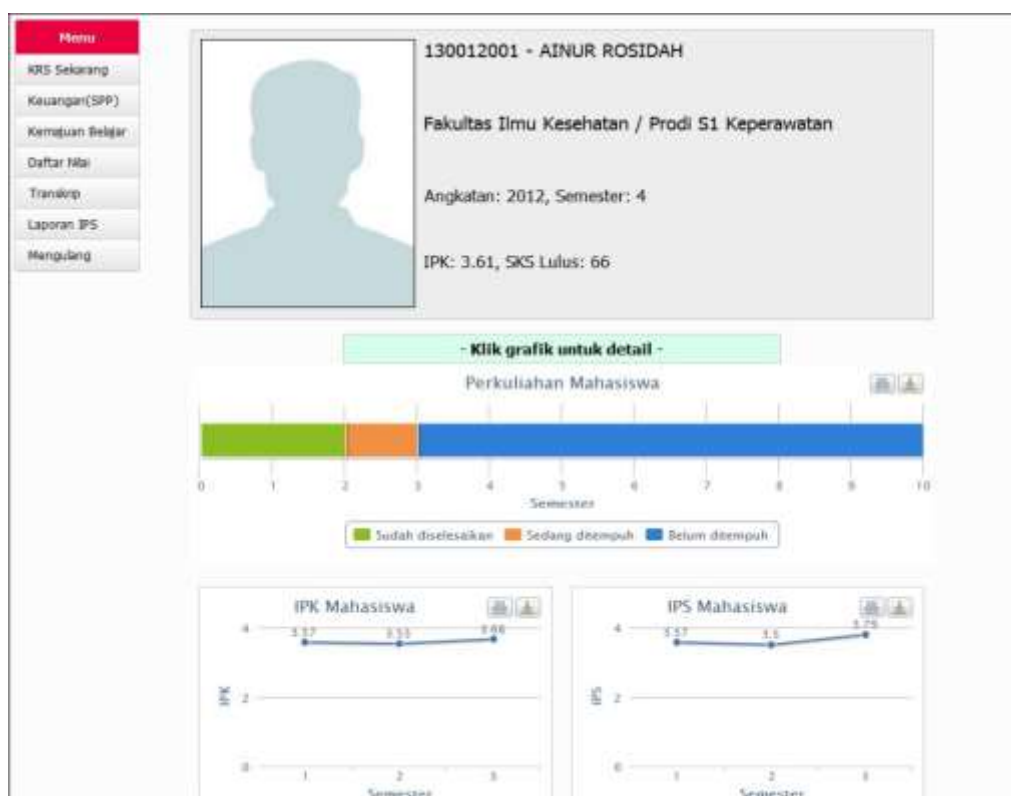 Menu
KRS Sekarang
Keuangan(SPP)
Kemajuan Belajar
Daftar Nilai
Transkrip
Laporan IPS
Mengulang
130012001 - AINUR ROSIDAH
Fakultas Ilmu Kesehatan / Prodi S1 Keperawatan
Angkatan: 2012, Semester: 4
IPK: 3.61, SKS Lulus: 66
- Klik grafik untuk detail -
Perkuliahan Mahasiswa
0 1 2 3 4 5 6 7 8 9 10
Semester
Sudah diselesaikan Sedang ditempuh Belum ditempuh
IPK Mahasiswa
4
3.57 3.53 3.66
IPK
2
0
1 2 3
Semester
IPS Mahasiswa
4
3.57 3.5 3.79
IPS
2
0
1 2 3
Semester